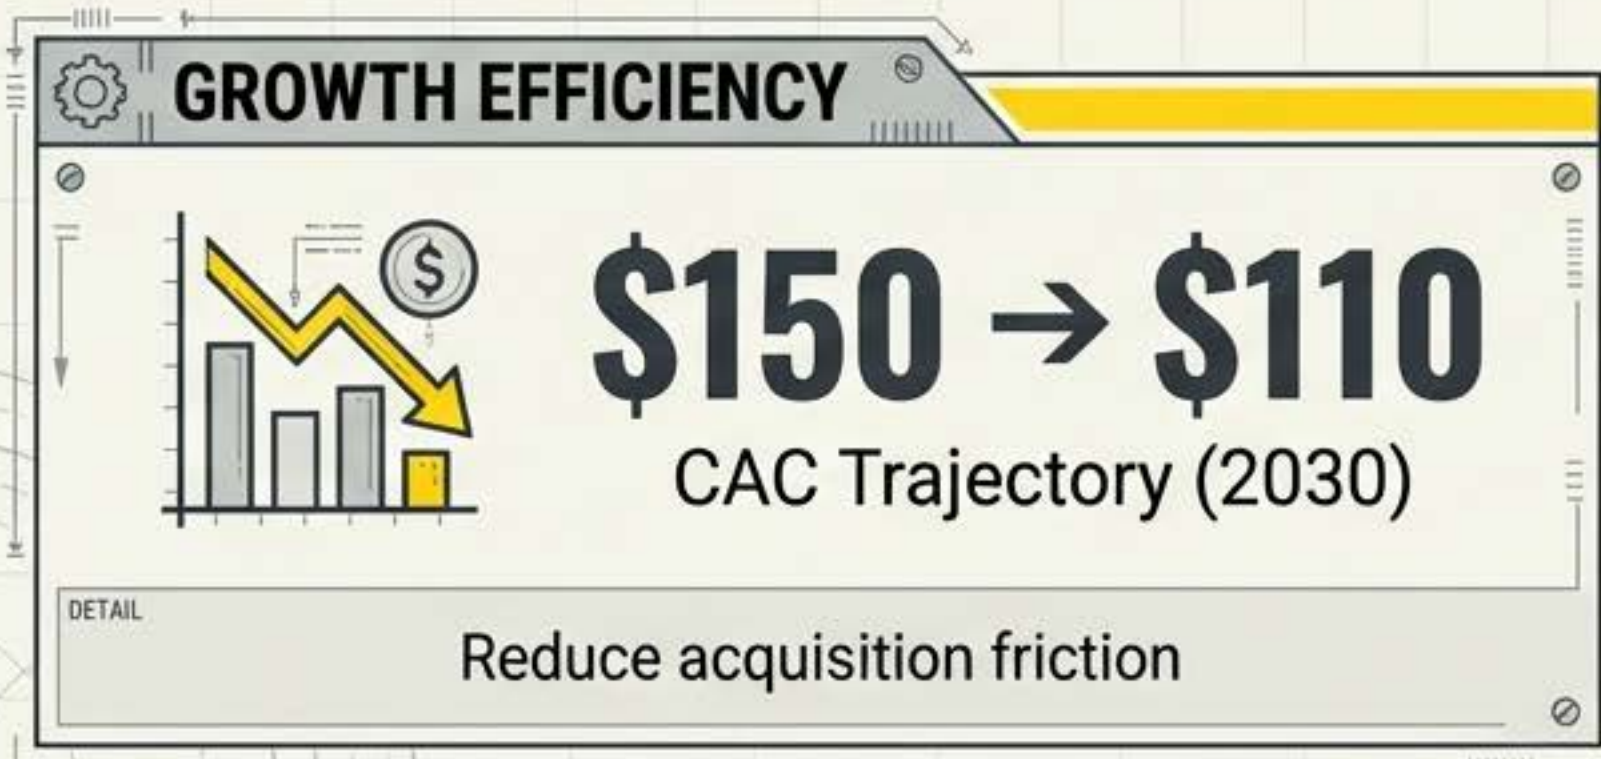 GROWTH EFFICIENCY
$
$150 → $110
CAC Trajectory (2030)
DETAIL
Reduce acquisition friction